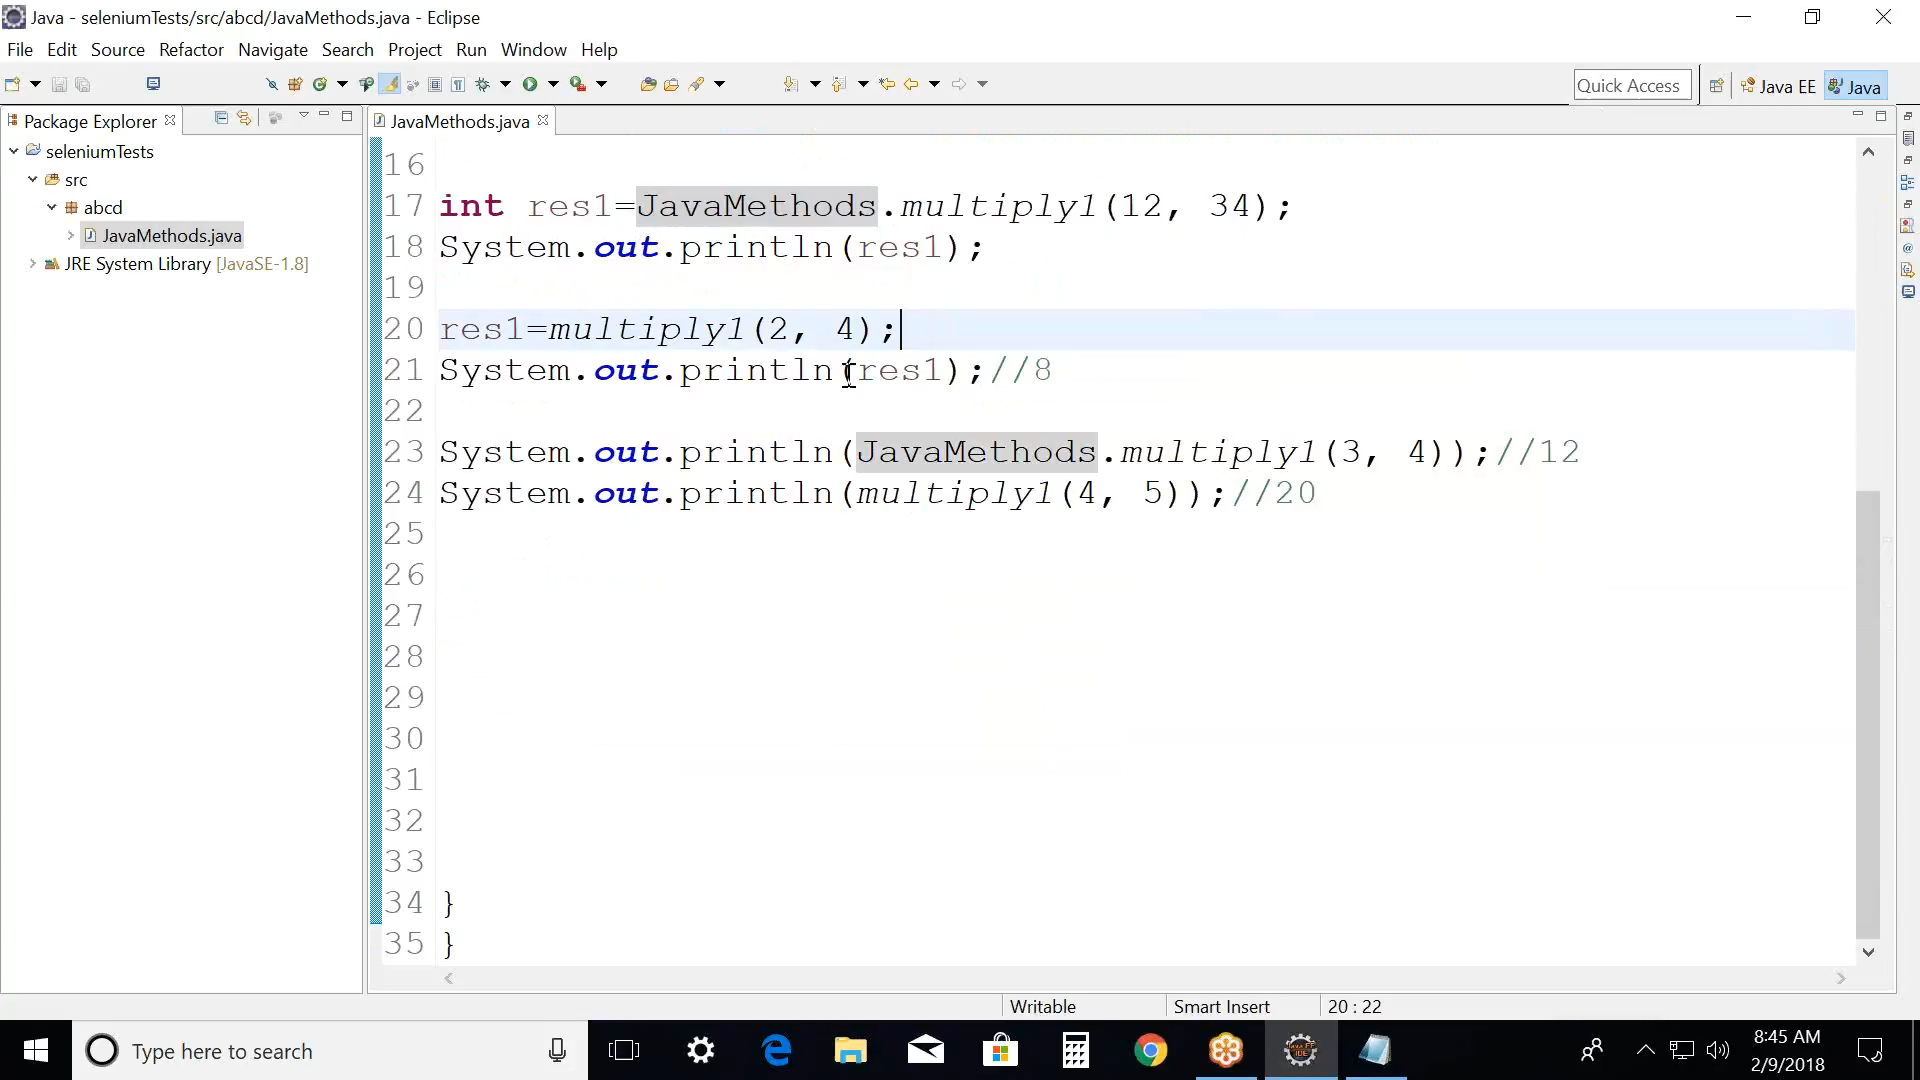 Java - seleniumTests/src/abcd/JavaMethods.java - Eclipse
File Edit Source Refactor Navigate Search Project Run Window Help
Quick Access
Java EE
Java
Package Explorer
JavaMethods.java
seleniumTests
src
abcd
JavaMethods.java
JRE System Library [JavaSE-1.8]
16
17 int res1=JavaMethods.multiply1(12, 34);
18 System.out.println(res1);
19
20 res1=multiply1(2, 4);
21 System.out.println(res1);//8
22
23 System.out.println(JavaMethods.multiply1(3, 4));//12
24 System.out.println(multiply1(4, 5));//20
25
26
27
28
29
30
31
32
33
34 }
35 }
Writable
Smart Insert
20 : 22
Type here to search
8:45 AM
2/9/2018